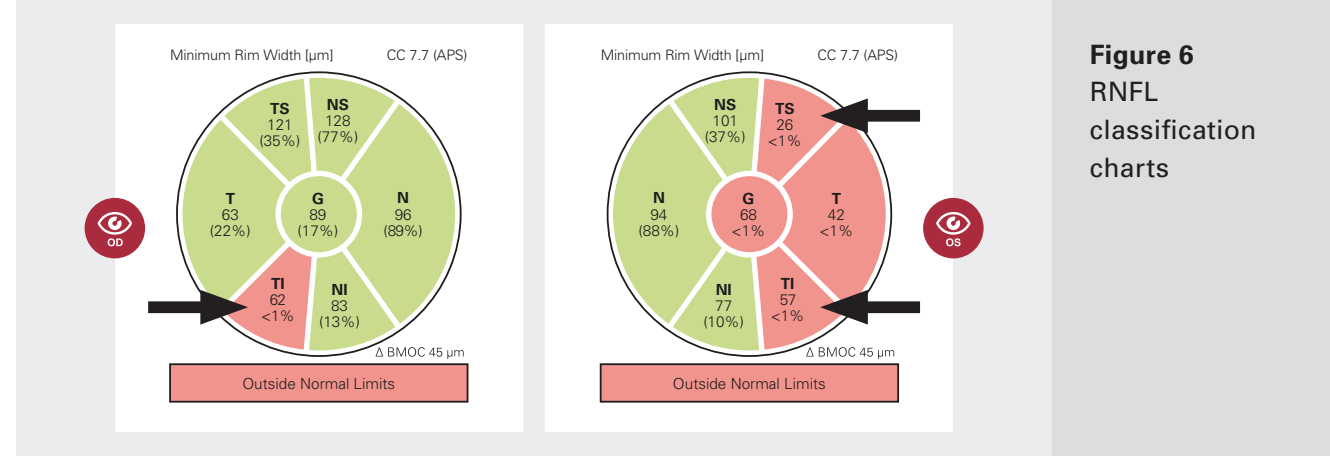 Minimum Rim Width [µm] CC 7.7 (APS)
TS
121
(35%)
NS
128
(77%)
T
63
(22%)
G
89
(17%)
N
96
(89%)
TI
62
<1%
NI
83
(13%)
Δ BMOC 45 µm
Outside Normal Limits
OD
Minimum Rim Width [µm] CC 7.7 (APS)
NS
101
(37%)
TS
26
<1%
N
94
(88%)
G
68
<1%
T
42
<1%
NI
77
(10%)
TI
57
<1%
Δ BMOC 45 µm
Outside Normal Limits
OS
Figure 6
RNFL
classification
charts